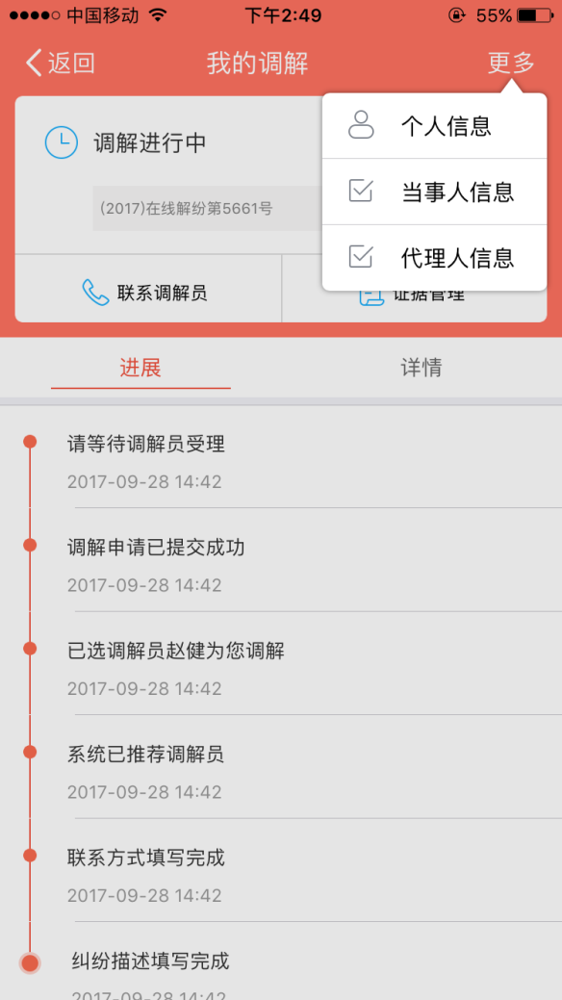 中国移动 下午2:49 55%
返回 我的调解 更多
个人信息
当事人信息
代理人信息
调解进行中
(2017)在线解纷第5661号
联系调解员 证据管理
进展 详情
请等待调解员受理
2017-09-28 14:42
调解申请已提交成功
2017-09-28 14:42
已选调解员赵健为您调解
2017-09-28 14:42
系统已推荐调解员
2017-09-28 14:42
联系方式填写完成
2017-09-28 14:42
纠纷描述填写完成
2017-09-28 14:42